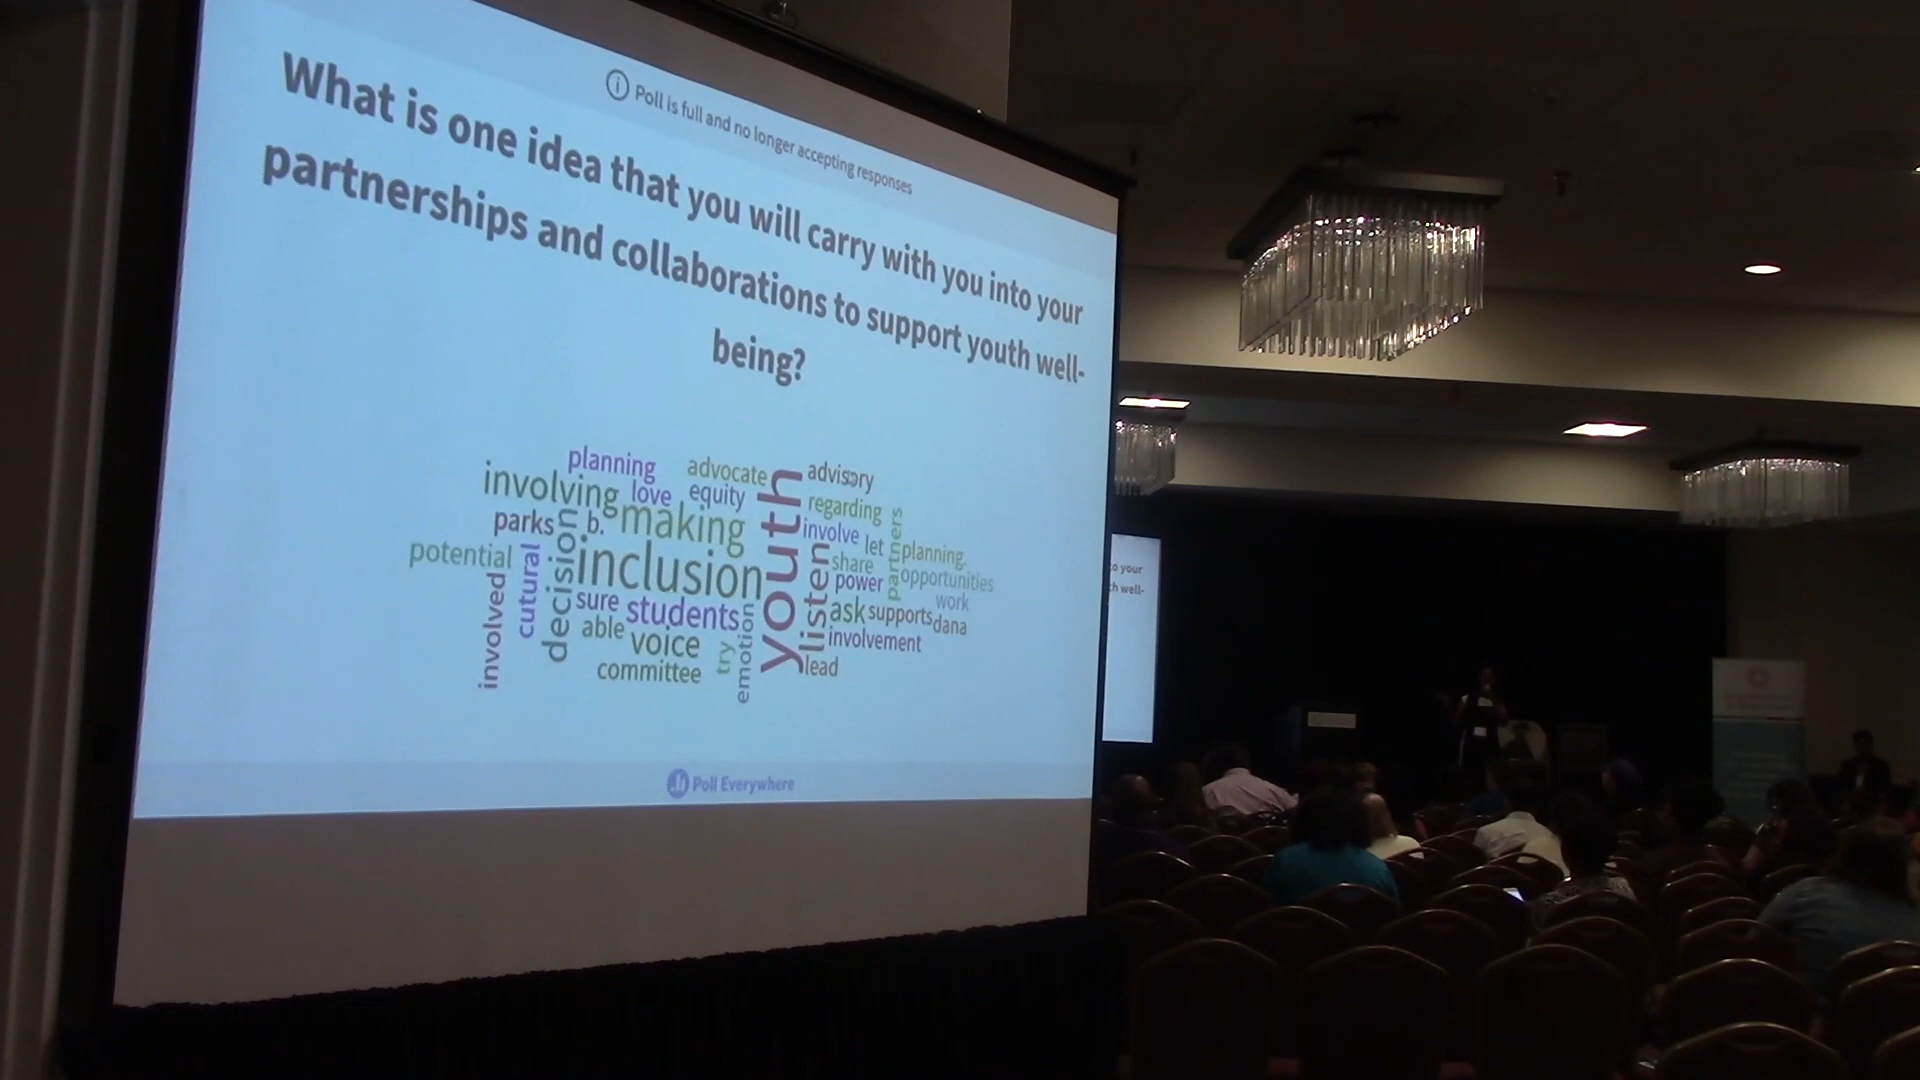 Poll is full and no longer accepting responses
What is one idea that you will carry with you into your
partnerships and collaborations to support youth well-
being?
planning
advocate
advisory
involving
love
equity
regarding
parks
b.
making
youth
involve
let
partners
planning.
potential
cutural
decision
inclusion
listen
share
power
opportunities
involved
sure
students
ask
supports
work
dana
able
voice
try
emotion
involvement
committee
lead
Poll Everywhere
o your
h well-